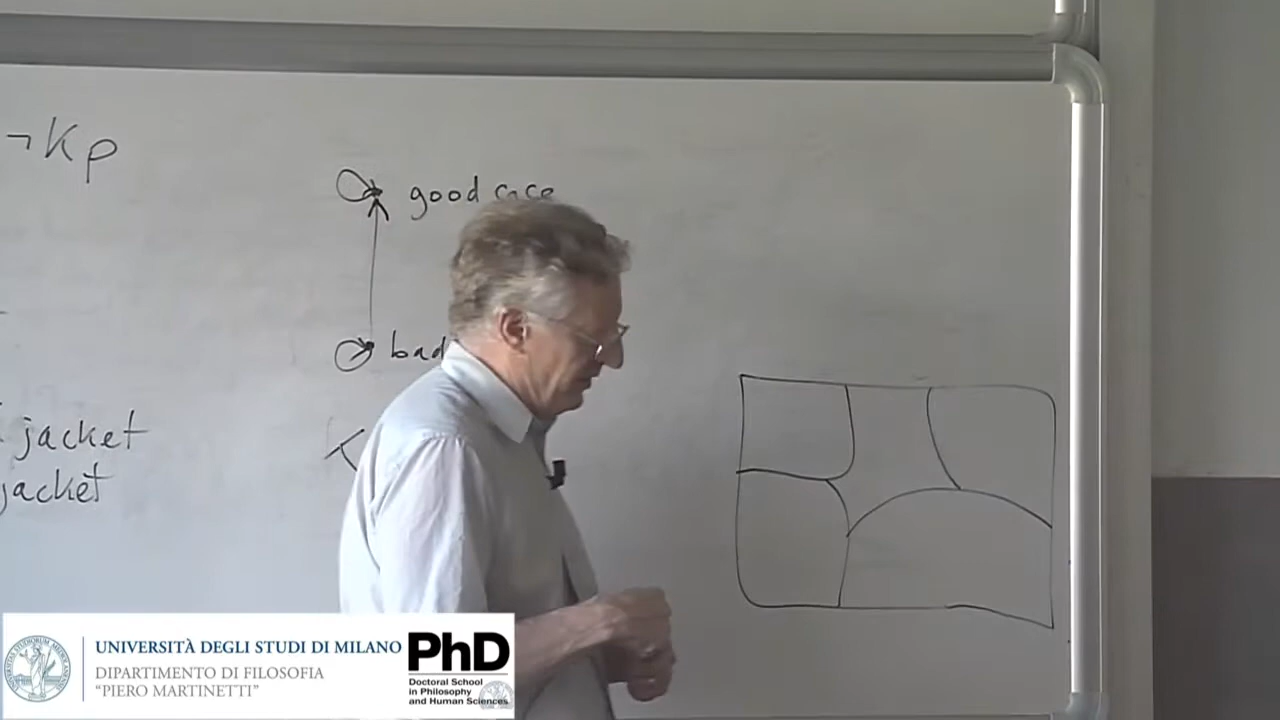 ¬Kp
good case
bad
jacket
jacket
UNIVERSITÀ DEGLI STUDI DI MILANO
DIPARTIMENTO DI FILOSOFIA
"PIERO MARTINETTI"
PhD
Doctoral School
in Philosophy
and Human Sciences